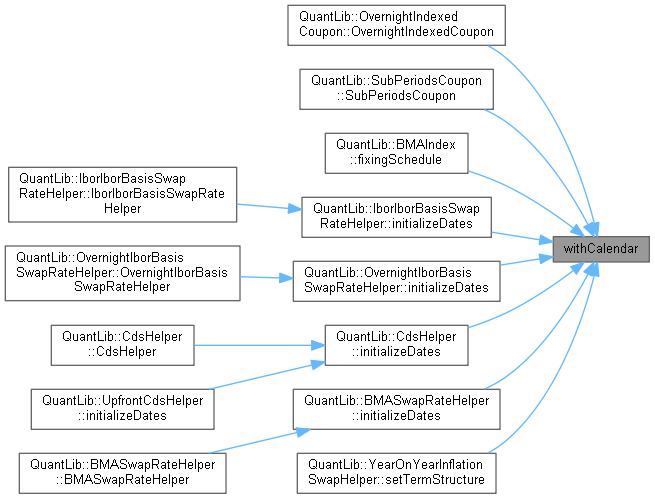 QuantLib::OvernightIndexed
Coupon::OvernightIndexedCoupon
QuantLib::SubPeriodsCoupon
::SubPeriodsCoupon
QuantLib::BMAIndex
::fixingSchedule
QuantLib::IborIborBasisSwap
RateHelper::IborIborBasisSwapRate
Helper
QuantLib::IborIborBasisSwap
RateHelper::initializeDates
withCalendar
QuantLib::OvernightIborBasis
SwapRateHelper::OvernightIborBasis
SwapRateHelper
QuantLib::OvernightIborBasis
SwapRateHelper::initializeDates
QuantLib::CdsHelper
::CdsHelper
QuantLib::CdsHelper
::initializeDates
QuantLib::UpfrontCdsHelper
::initializeDates
QuantLib::BMASwapRateHelper
::initializeDates
QuantLib::BMASwapRateHelper
::BMASwapRateHelper
QuantLib::YearOnYearInflation
SwapHelper::setTermStructure